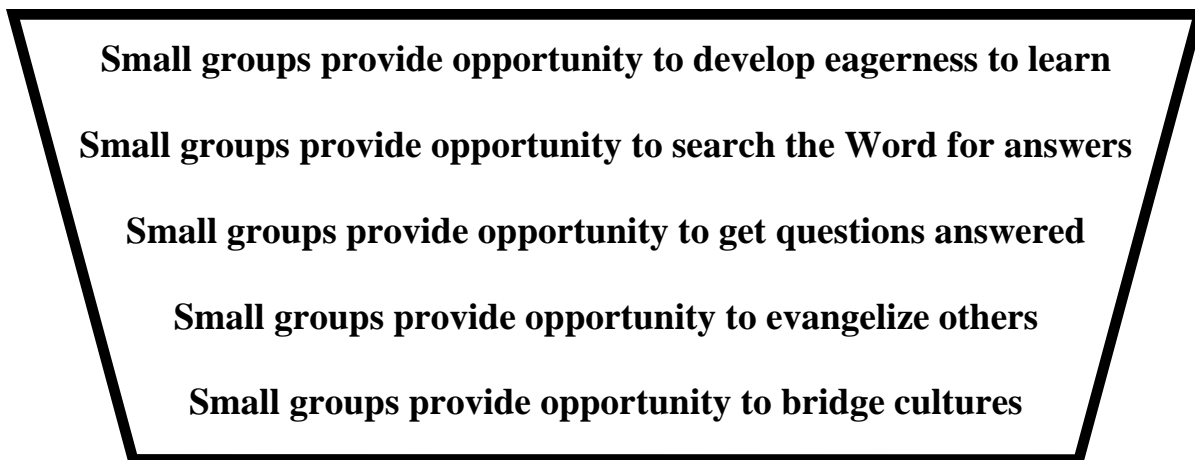 Small groups provide opportunity to develop eagerness to learn
Small groups provide opportunity to search the Word for answers
Small groups provide opportunity to get questions answered
Small groups provide opportunity to evangelize others
Small groups provide opportunity to bridge cultures